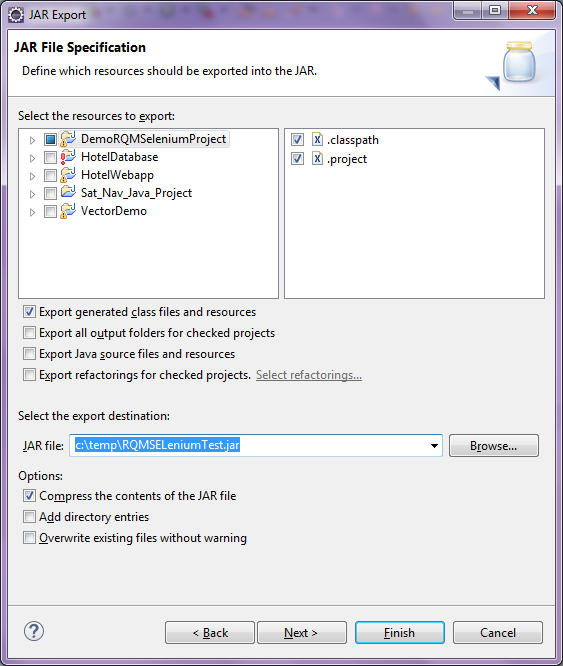 JAR Export
JAR File Specification
Define which resources should be exported into the JAR.
Select the resources to export:
DemoRQMSeleniumProject
HotelDatabase
HotelWebapp
Sat_Nav_Java_Project
VectorDemo
.classpath
.project
Export generated class files and resources
Export all output folders for checked projects
Export Java source files and resources
Export refactorings for checked projects. Select refactorings...
Select the export destination:
JAR file: c:\temp\RQMSELeniumTest.jar Browse...
Options:
Compress the contents of the JAR file
Add directory entries
Overwrite existing files without warning
? < Back Next > Finish Cancel